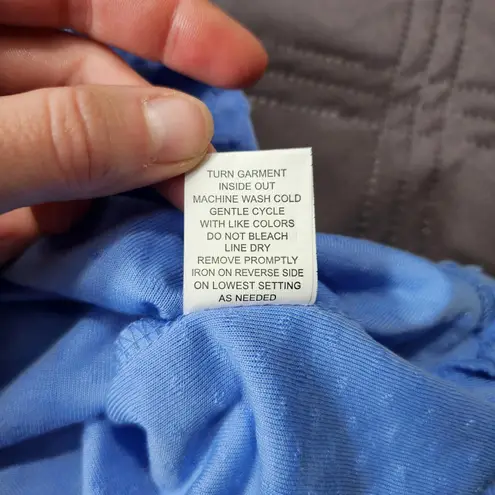 TURN GARMENT
INSIDE OUT
MACHINE WASH COLD
GENTLE CYCLE
WITH LIKE COLORS
DO NOT BLEACH
LINE DRY
REMOVE PROMPTLY
IRON ON REVERSE SIDE
ON LOWEST SETTING
AS NEEDED